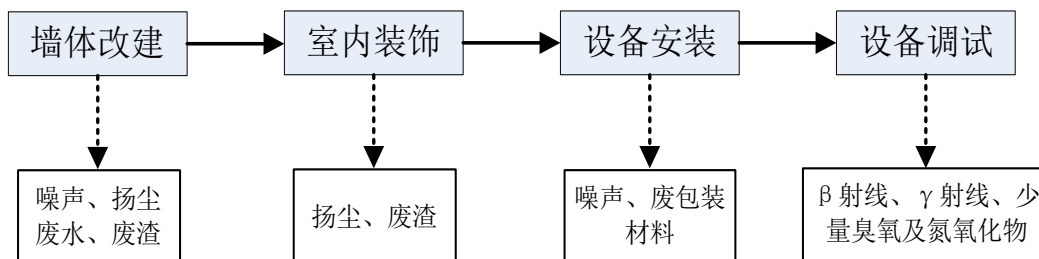 墙体改建
室内装饰
设备安装
设备调试
噪声、扬尘
废水、废渣
扬尘、废渣
噪声、废包装
材料
β射线、γ射线、少
量臭氧及氮氧化物